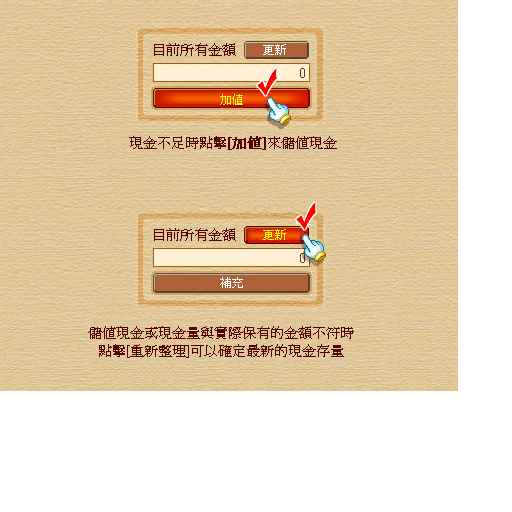 目前所有金額 更新
0
加值
現金不足時點擊[加值]來儲值現金
目前所有金額 更新
0
補充
儲值現金或現金量與實際保有的金額不符時
點擊[重新整理]可以確定最新的現金存量